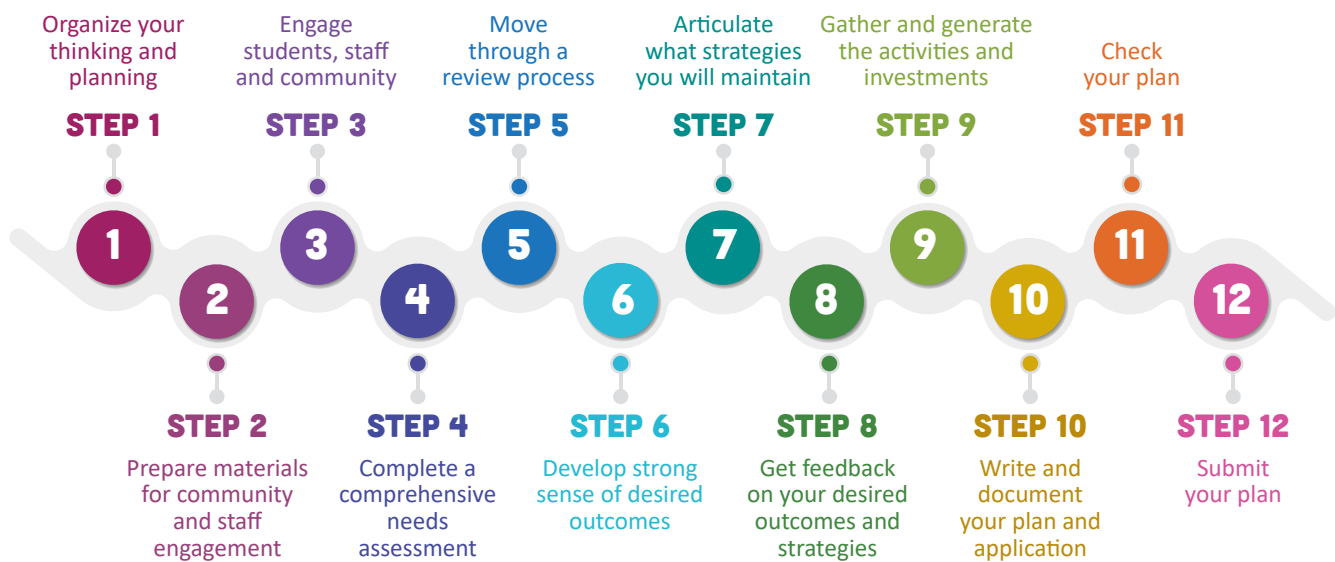 Organize your
thinking and
planning
STEP 1
1
2
STEP 2
Prepare materials
for community
and staff
engagement
Engage
students, staff
and community
STEP 3
3
4
STEP 4
Complete a
comprehensive
needs
assessment
Move
through a
review process
STEP 5
5
6
STEP 6
Develop strong
sense of desired
outcomes
Articulate
what strategies
you will maintain
STEP 7
7
8
STEP 8
Get feedback
on your desired
outcomes and
strategies
Gather and generate
the activities and
investments
STEP 9
9
10
STEP 10
Write and
document
your plan and
application
Check
your plan
STEP 11
11
12
STEP 12
Submit
your plan